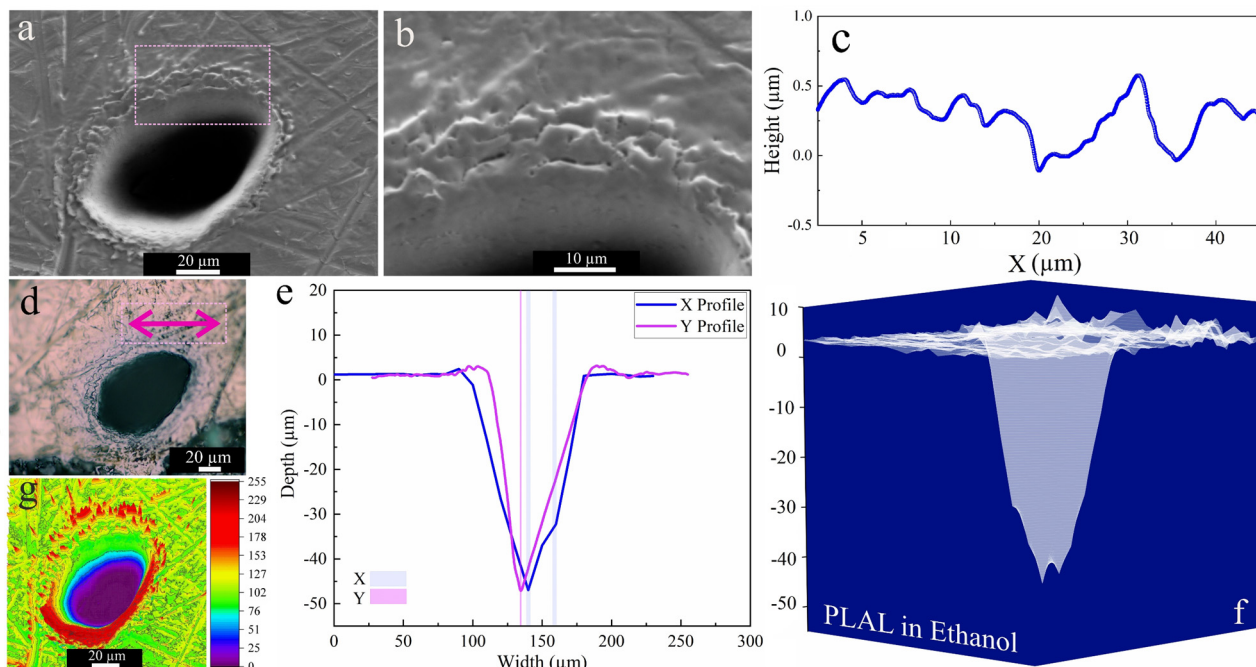 a
20 µm
b
10 µm
c
Height (µm)
1.0
0.5
0.0
-0.5
5 10 20 30 40
X (µm)
d
20 µm
e
Depth (µm)
20
10
0
-10
-20
-30
-40
-50
X Profile
Y Profile
X
Y
0 50 100 150 200 250 300
Width (µm)
10
0
-10
-20
-30
-40
-50
PLAL in Ethanol
f
g
20 µm
255
229
204
178
153
127
102
76
51
25
0